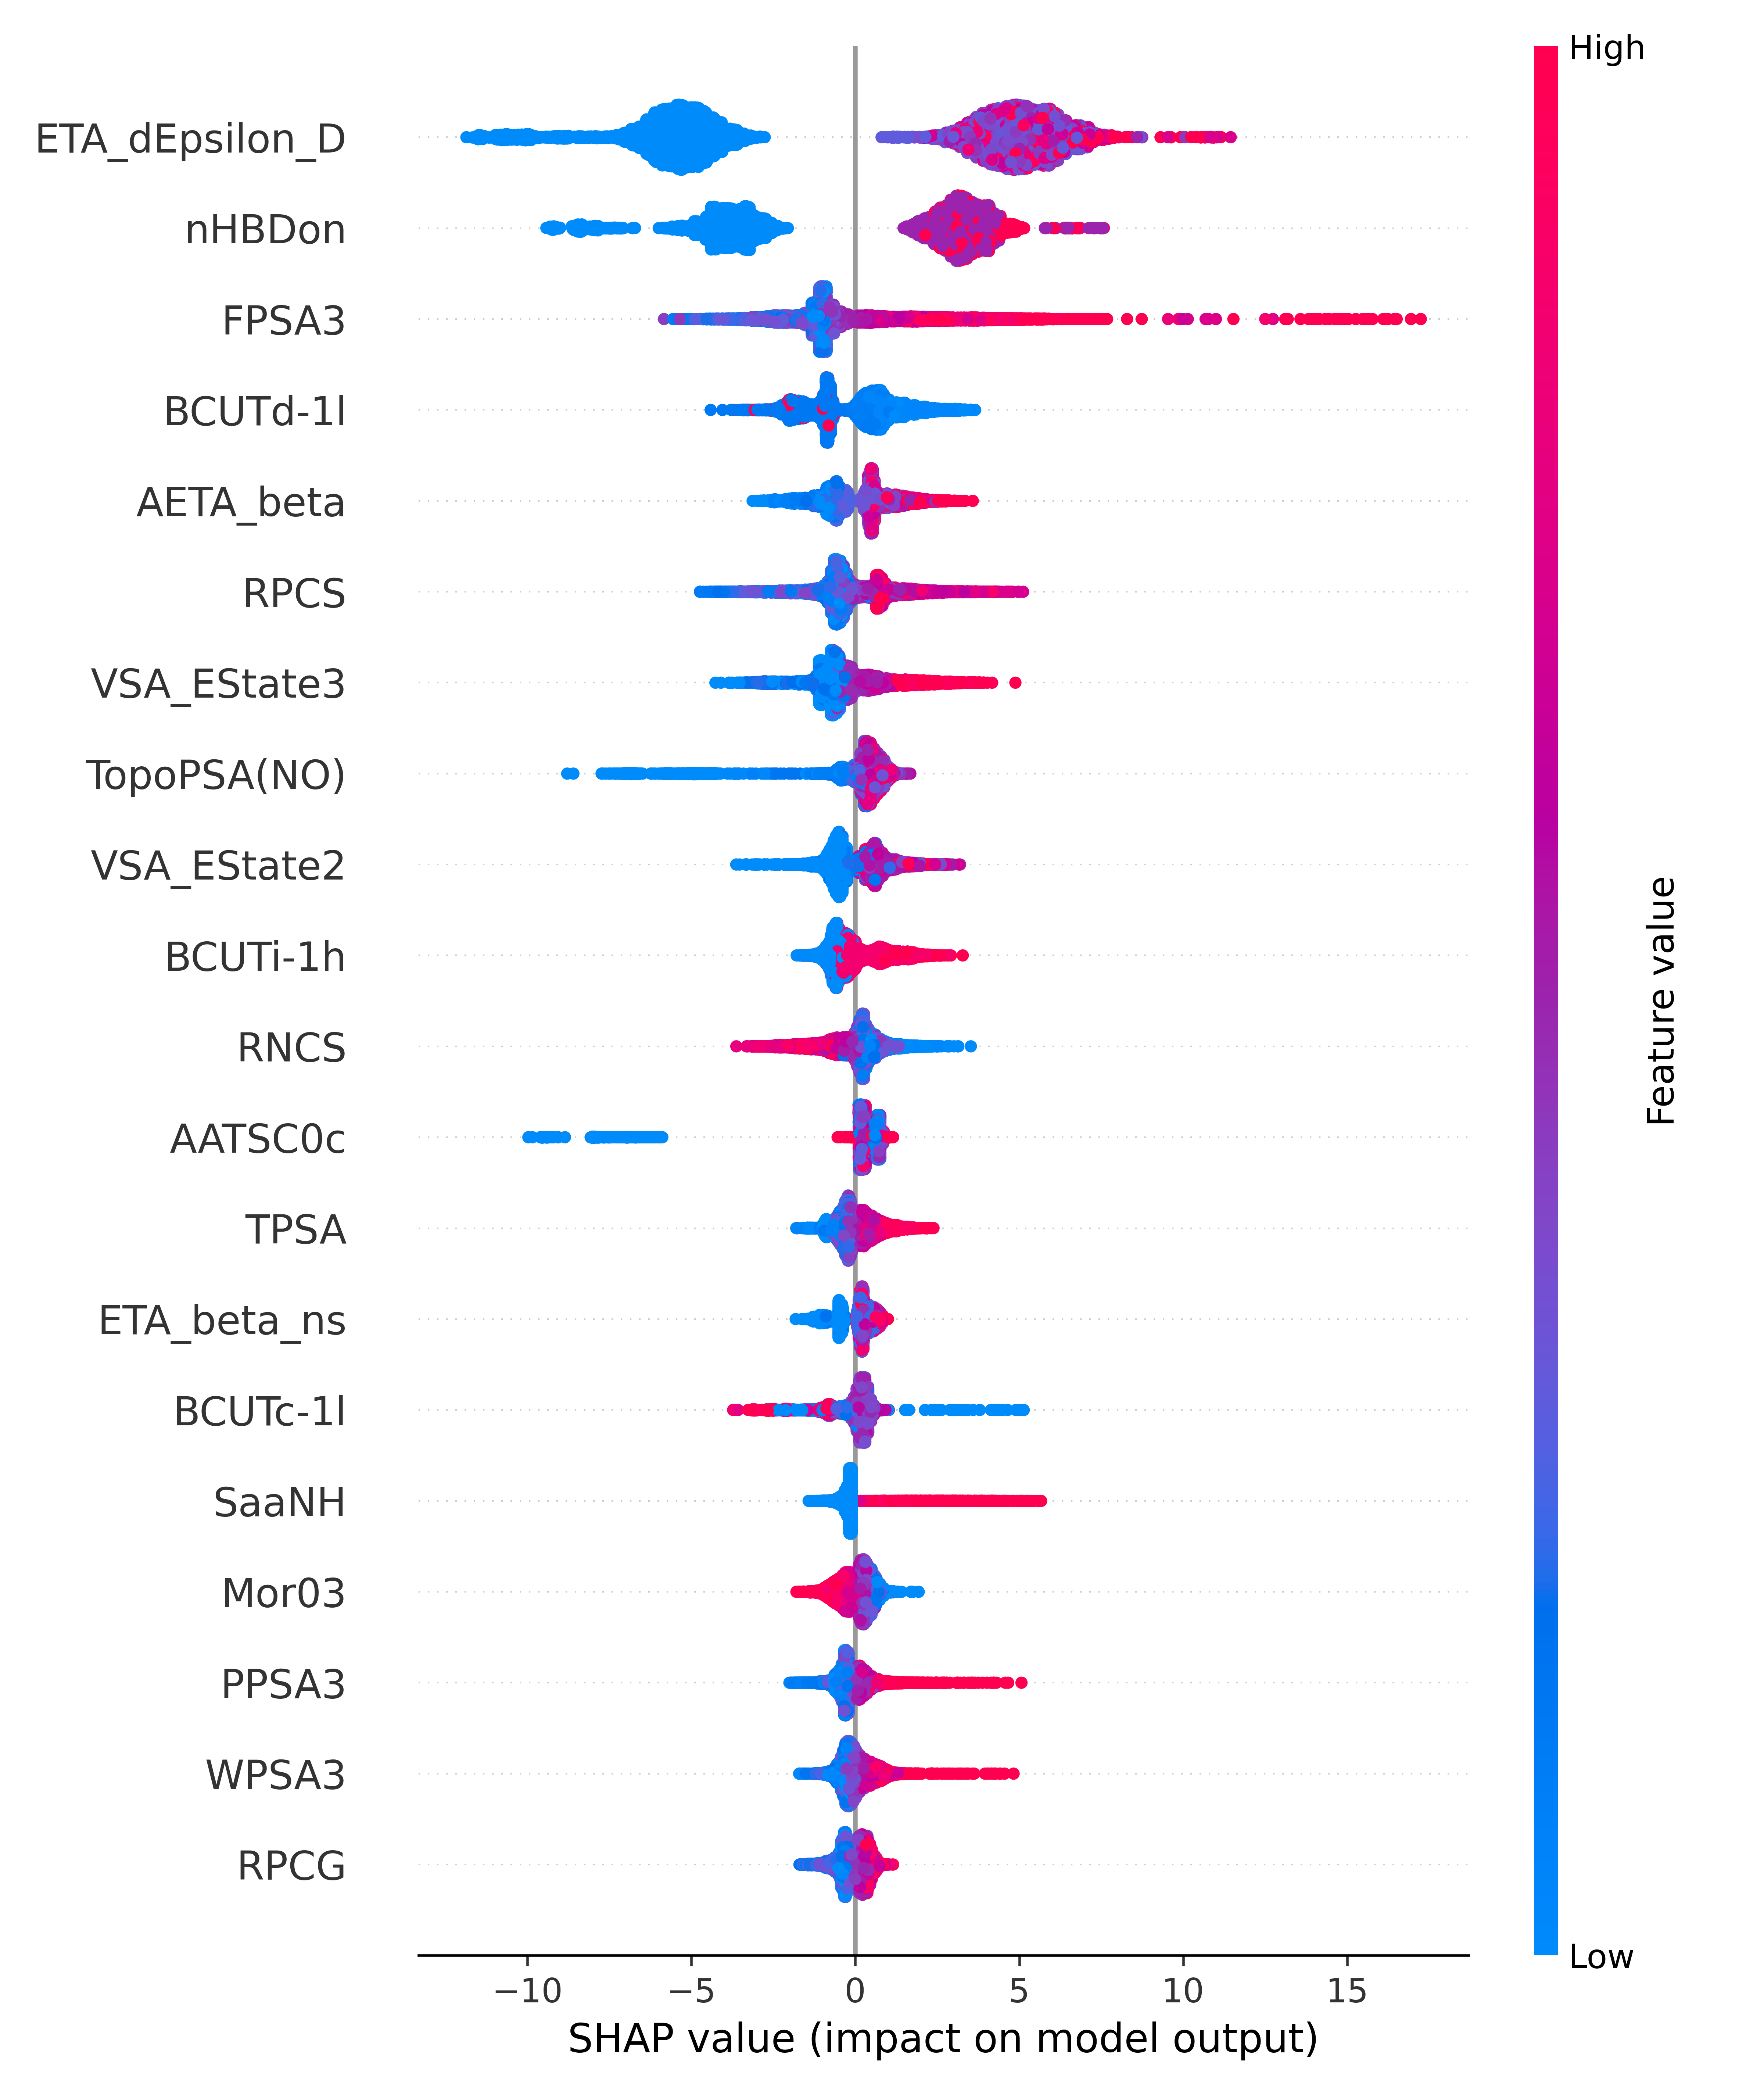 High
ETA_dEpsilon_D
nHBDon
FPSA3
BCUTd-1l
AETA_beta
RPCS
VSA_EState3
TopoPSA(NO)
VSA_EState2
BCUTi-1h
RNCS
AATSC0c
TPSA
ETA_beta_ns
BCUTc-1l
SaaNH
Mor03
PPSA3
WPSA3
RPCG
Feature value
Low
−10 −5 0 5 10 15
SHAP value (impact on model output)